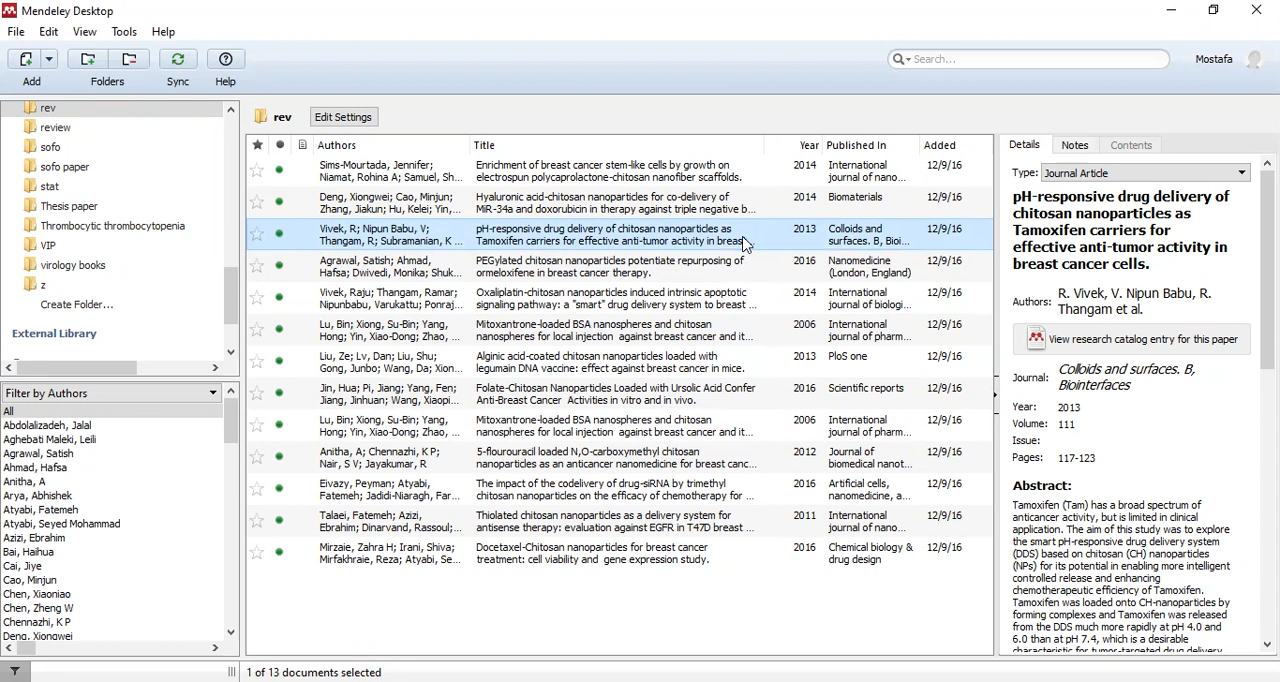 Mendeley Desktop
File Edit View Tools Help
Add Folders Sync Help
Search...
Mostafa
rev
review
sofo
sofo paper
stat
Thesis paper
Thrombocytic thrombocytopenia
VIP
virology books
z
Create Folder...
External Library
Filter by Authors
All
Abdolalizadeh, Jalal
Aghebati Maleki, Leili
Agrawal, Satish
Ahmad, Hafsa
Anitha, A
Arya, Abhishek
Atyabi, Fatemeh
Atyabi, Seyed Mohammad
Azizi, Ebrahim
Bai, Haihua
Cai, Jiye
Cao, Minjun
Chen, Xiaoniao
Chen, Zheng W
Chennazhi, K P
Deng, Xiongwei
rev Edit Settings
Authors Title Year Published In Added
Sims-Mourtada, Jennifer; Enrichment of breast cancer stem-like cells by growth on 2014 International 12/9/16
Niamat, Rohina A; Samuel, Sh... electrospun polycaprolactone-chitosan nanofiber scaffolds. journal of nano...
Deng, Xiongwei; Cao, Minjun; Hyaluronic acid-chitosan nanoparticles for co-delivery of 2014 Biomaterials 12/9/16
Zhang, Jiakun; Hu, Kelei; Yin,... MiR-34a and doxorubicin in therapy against triple negative b...
Vivek, R; Nipun Babu, V; pH-responsive drug delivery of chitosan nanoparticles as 2013 Colloids and 12/9/16
Thangam, R; Subramanian, K ... Tamoxifen carriers for effective anti-tumor activity in breas... surfaces. B, Bioi...
Agrawal, Satish; Ahmad, PEGylated chitosan nanoparticles potentiate repurposing of 2016 Nanomedicine 12/9/16
Hafsa; Dwivedi, Monika; Shuk... ormeloxifene in breast cancer therapy. (London, England)
Vivek, Raju; Thangam, Ramar; Oxaliplatin-chitosan nanoparticles induced intrinsic apoptotic 2014 International 12/9/16
Nipunbabu, Varukattu; Ponraj... signaling pathway: a "smart" drug delivery system to breast ... journal of biologi...
Lu, Bin; Xiong, Su-Bin; Yang, Mitoxantrone-loaded BSA nanospheres and chitosan 2006 International 12/9/16
Hong; Yin, Xiao-Dong; Zhao, ... nanospheres for local injection against breast cancer and it... journal of pharm...
Liu, Ze; Lv, Dan; Liu, Shu; Alginic acid-coated chitosan nanoparticles loaded with 2013 PloS one 12/9/16
Gong, Junbo; Wang, Da; Xion... legumain DNA vaccine: effect against breast cancer in mice.
Jin, Hua; Pi, Jiang; Yang, Fen; Folate-Chitosan Nanoparticles Loaded with Ursolic Acid Confer 2016 Scientific reports 12/9/16
Jiang, Jinhuan; Wang, Xiaopi... Anti-Breast Cancer Activities in vitro and in vivo.
Lu, Bin; Xiong, Su-Bin; Yang, Mitoxantrone-loaded BSA nanospheres and chitosan 2006 International 12/9/16
Hong; Yin, Xiao-Dong; Zhao, ... nanospheres for local injection against breast cancer and it... journal of pharm...
Anitha, A; Chennazhi, K P; 5-flourouracil loaded N,O-carboxymethyl chitosan 2012 Journal of 12/9/16
Nair, S V; Jayakumar, R nanoparticles as an anticancer nanomedicine for breast canc... biomedical nanot...
Eivazy, Peyman; Atyabi, The impact of the codelivery of drug-siRNA by trimethyl 2016 Artificial cells, 12/9/16
Fatemeh; Jadidi-Niaragh, Far... chitosan nanoparticles on the efficacy of chemotherapy for ... nanomedicine, a...
Talaei, Fatemeh; Azizi, Thiolated chitosan nanoparticles as a delivery system for 2011 International 12/9/16
Ebrahim; Dinarvand, Rassoul;... antisense therapy: evaluation against EGFR in T47D breast ... journal of nano...
Mirzaie, Zahra H; Irani, Shiva; Docetaxel-Chitosan nanoparticles for breast cancer 2016 Chemical biology & 12/9/16
Mirfakhraie, Reza; Atyabi, Se... treatment: cell viability and gene expression study. drug design
Details Notes Contents
Type: Journal Article
pH-responsive drug delivery of
chitosan nanoparticles as
Tamoxifen carriers for
effective anti-tumor activity in
breast cancer cells.
Authors: R. Vivek, V. Nipun Babu, R.
Thangam et al.
View research catalog entry for this paper
Journal: Colloids and surfaces. B,
Biointerfaces
Year: 2013
Volume: 111
Issue:
Pages: 117-123
Abstract:
Tamoxifen (Tam) has a broad spectrum of
anticancer activity, but is limited in clinical
application. The aim of this study was to explore
the smart pH-responsive drug delivery system
(DDS) based on chitosan (CH) nanoparticles
(NPs) for its potential in enabling more intelligent
controlled release and enhancing
chemotherapeutic efficiency of Tamoxifen.
Tamoxifen was loaded onto CH-nanoparticles by
forming complexes and Tamoxifen was released
from the DDS much more rapidly at pH 4.0 and
6.0 than at pH 7.4, which is a desirable
characteristic for tumor-targeted drug delivery.
1 of 13 documents selected